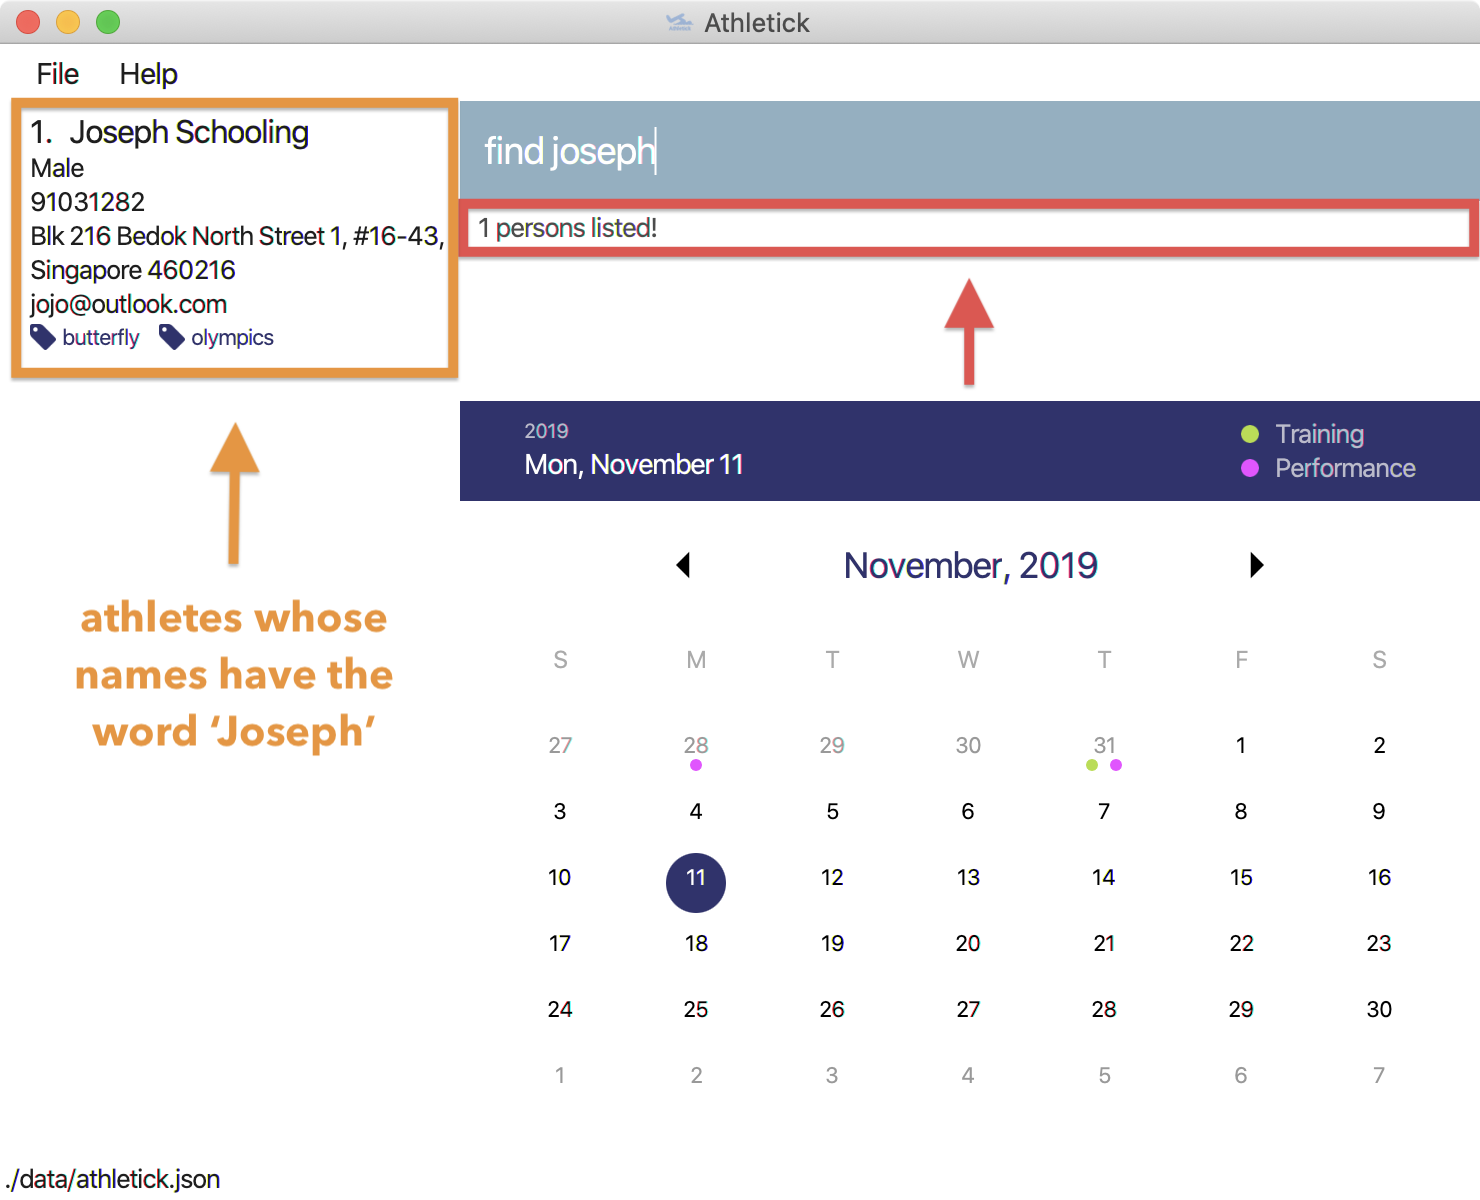 Athletick
File Help
1. Joseph Schooling
Male
91031282
Blk 216 Bedok North Street 1, #16-43,
Singapore 460216
jojo@outlook.com
butterfly olympics
find joseph
1 persons listed!
athletes whose
names have the
word ‘Joseph’
2019
Mon, November 11
Training
Performance
November, 2019
S M T W T F S
27 28 29 30 31 1 2
3 4 5 6 7 8 9
10 11 12 13 14 15 16
17 18 19 20 21 22 23
24 25 26 27 28 29 30
1 2 3 4 5 6 7
./data/athletick.json